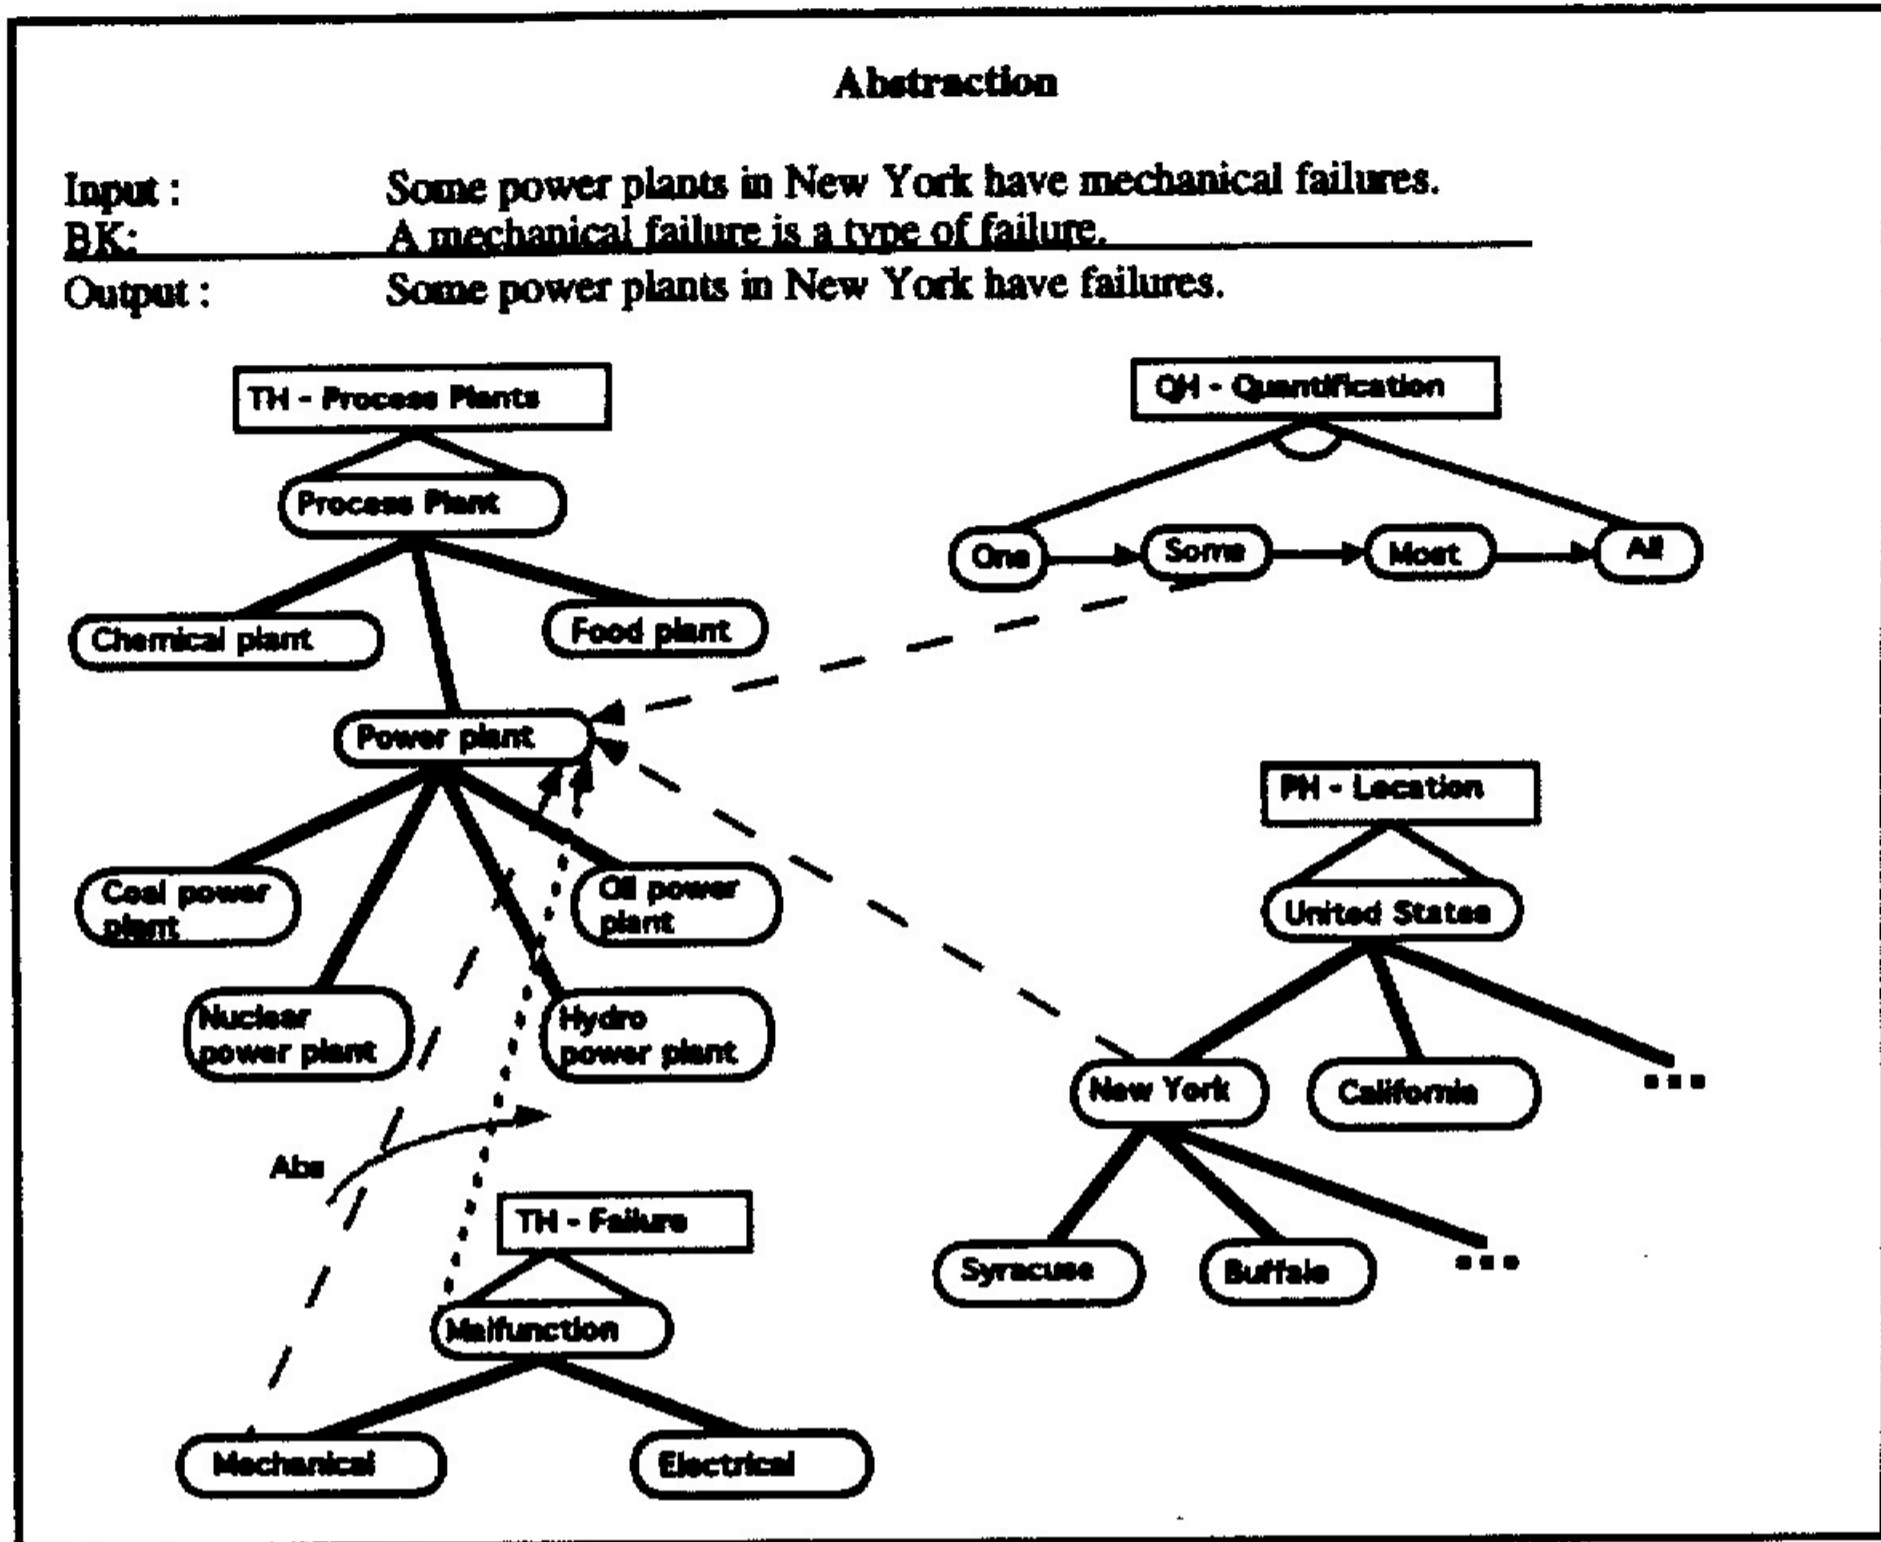 Abstraction
Input : Some power plants in New York have mechanical failures.
BK: A mechanical failure is a type of failure.
Output : Some power plants in New York have failures.
TH - Process Plants
QH - Quantification
Process Plant
One
Some
Most
All
Chemical plant
Food plant
Power plant
PH - Location
Coal power
plant
Oil power
plant
United States
Nuclear
power plant
Hydro
power plant
New York
California
...
Abs
TH - Failure
Syracuse
Buffalo
...
Malfunction
Mechanical
Electrical